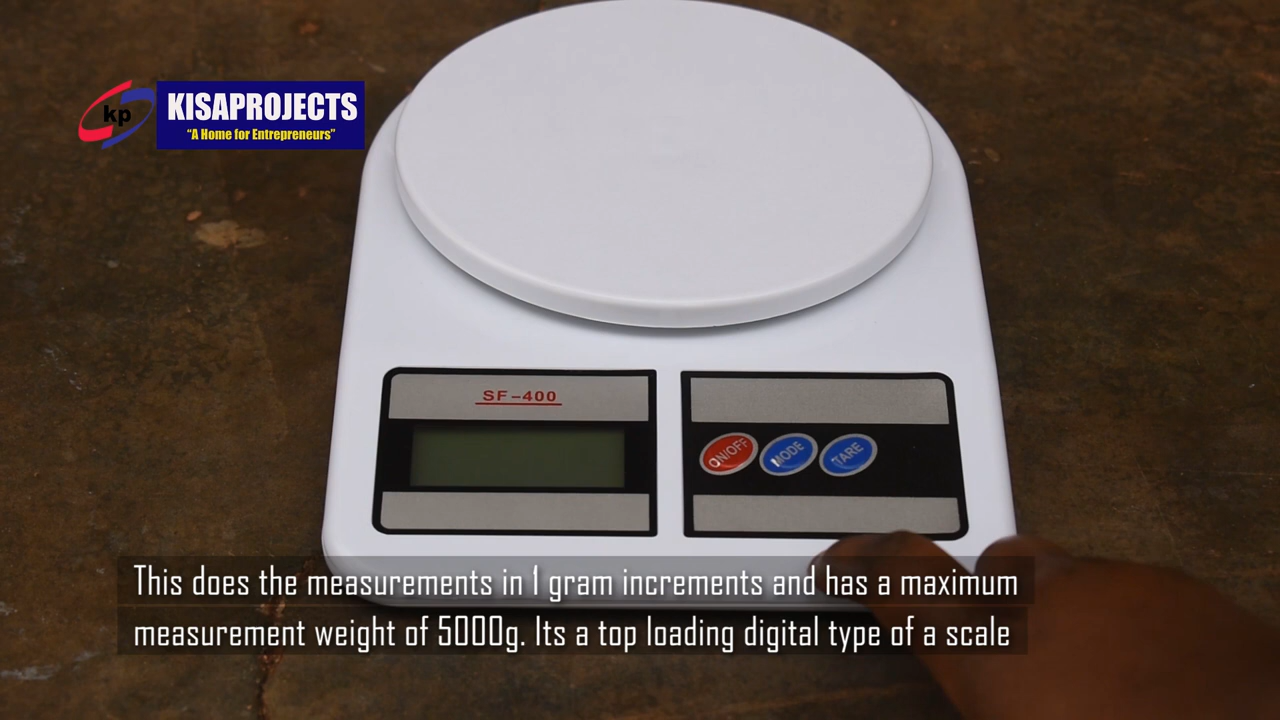 kp
KISAPROJECTS
“A Home for Entrepreneurs”
SF-400
ON/OFF
MODE
TARE
This does the measurements in 1 gram increments and has a maximum
measurement weight of 5000g. Its a top loading digital type of a scale